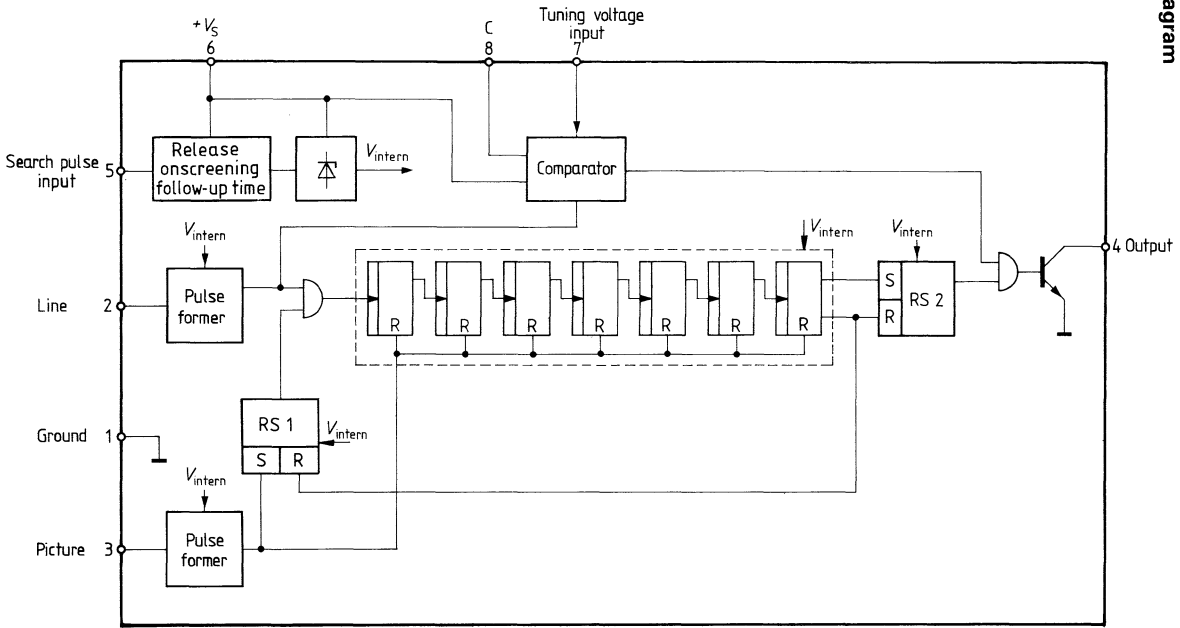 agram
+VS
6
C
8
Tuning voltage
input
7
Search pulse
input
5
Release
onscreening
follow-up time
Vintern
Comparator
Vintern
Vintern
Vintern
4 Output
Line
2
Pulse
former
R
R
R
R
R
R
R
S
R
RS 2
Ground
1
RS 1
S
R
Vintern
Vintern
Picture
3
Pulse
former